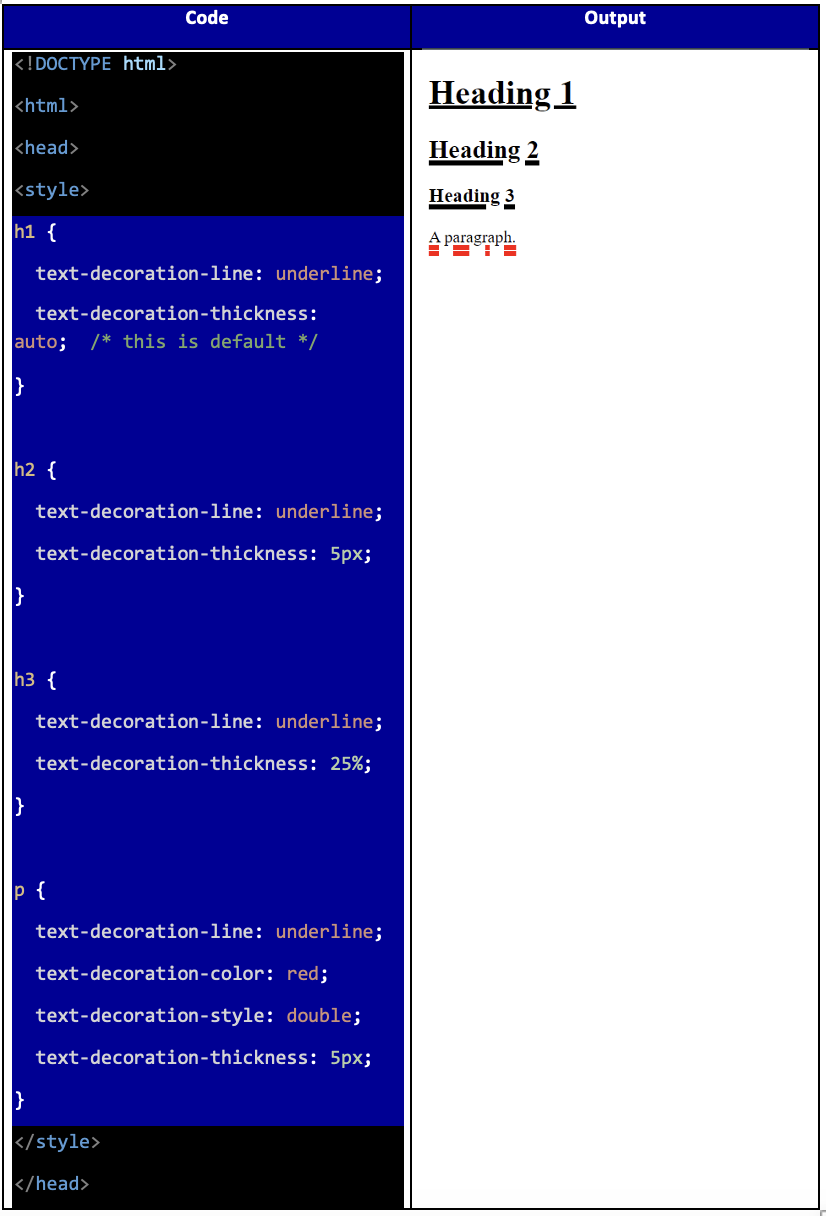 Code
<!DOCTYPE html>
<html>
<head>
<style>
h1 {
  text-decoration-line: underline;
  text-decoration-thickness:
auto;  /* this is default */
}
h2 {
  text-decoration-line: underline;
  text-decoration-thickness: 5px;
}
h3 {
  text-decoration-line: underline;
  text-decoration-thickness: 25%;
}
p {
  text-decoration-line: underline;
  text-decoration-color: red;
  text-decoration-style: double;
  text-decoration-thickness: 5px;
}
</style>
</head>
Output
Heading 1
Heading 2
Heading 3
A paragraph.